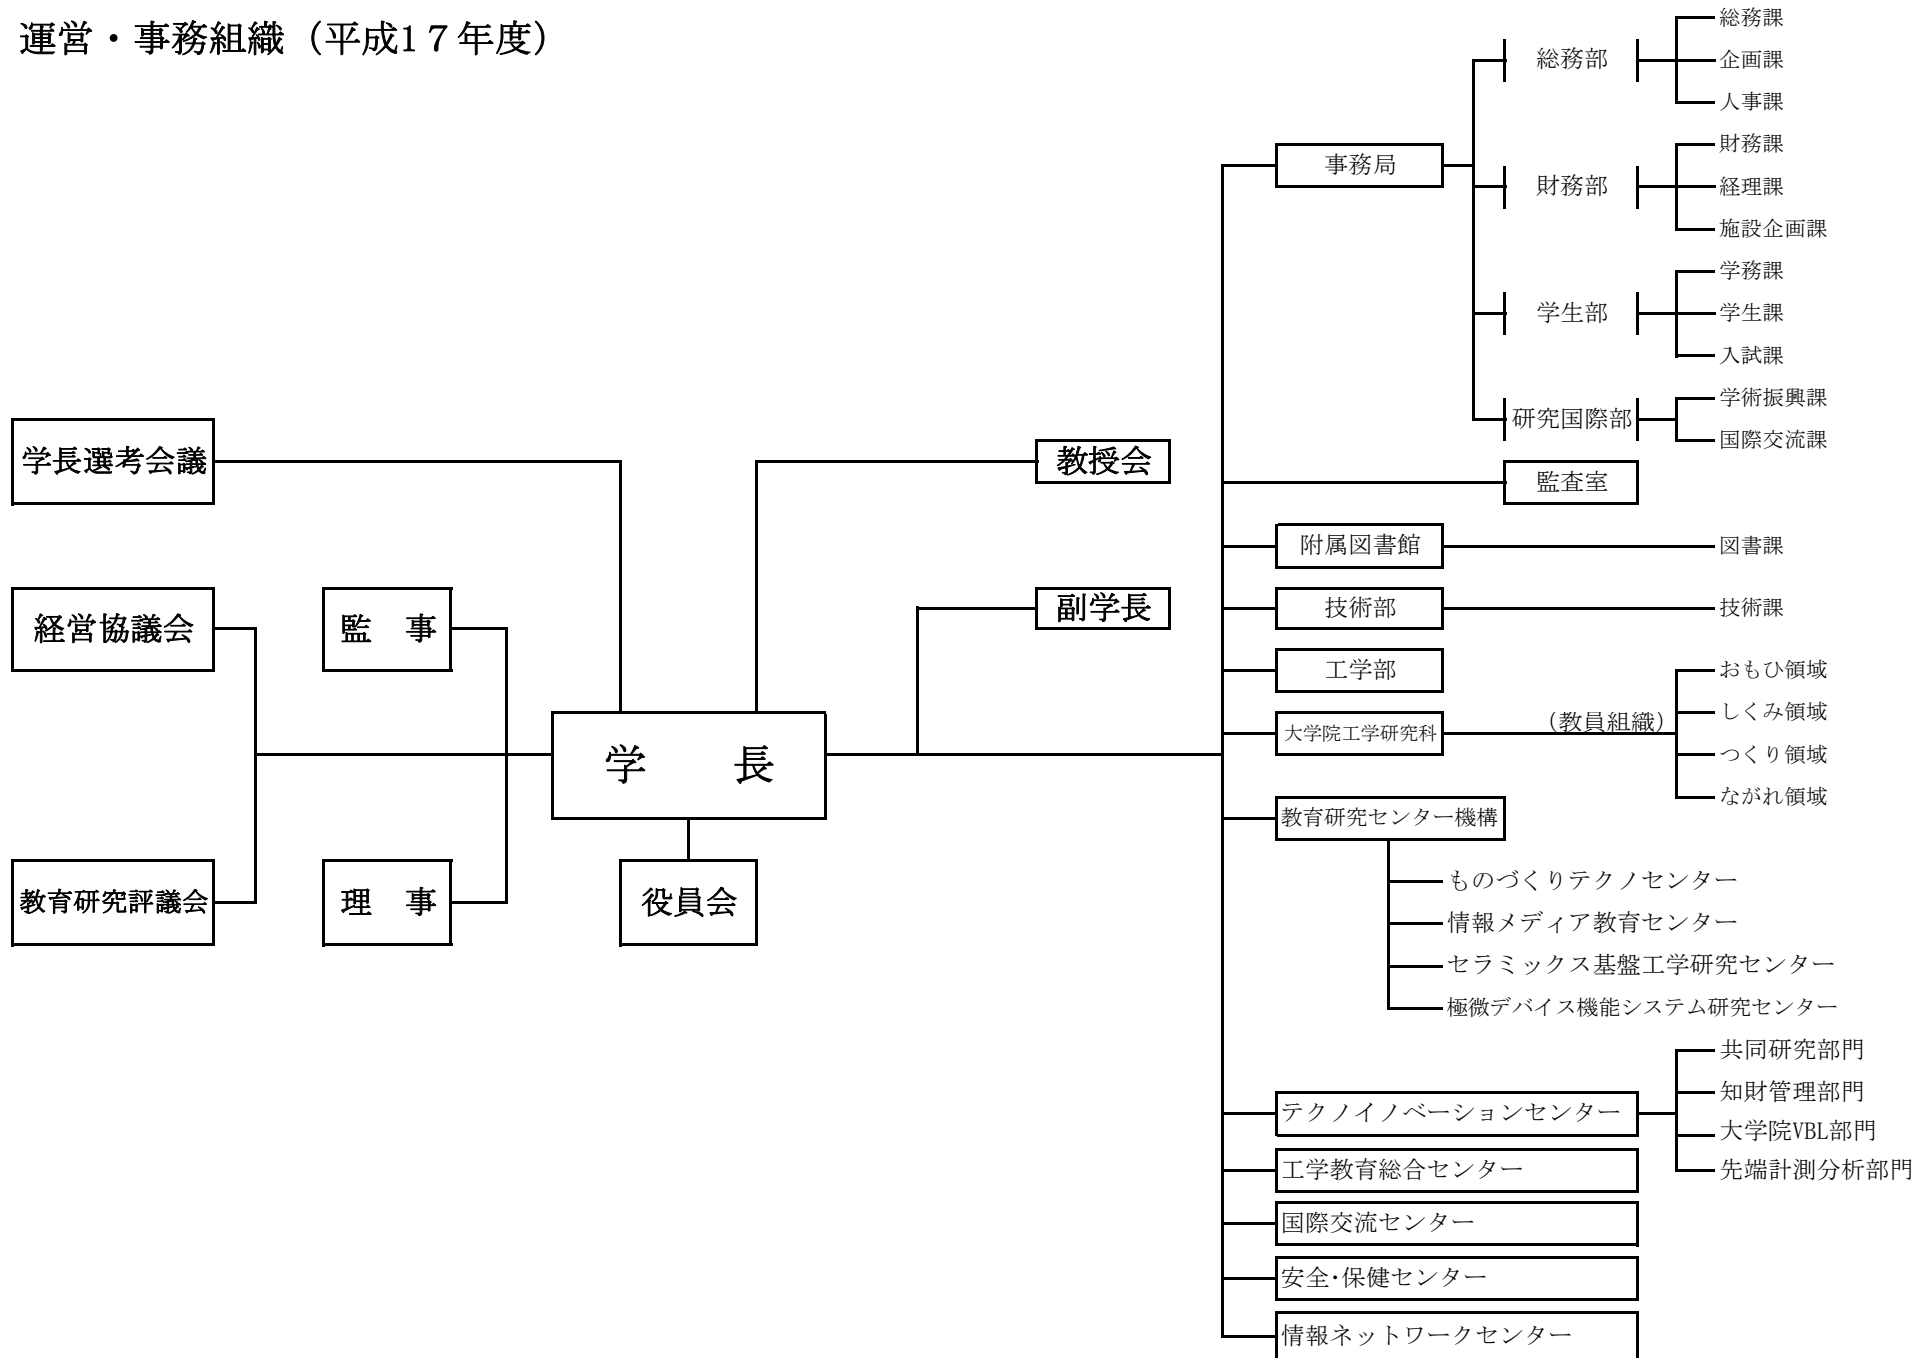 運営・事務組織（平成１７年度）
総務課
総務部
企画課
人事課
財務課
事務局
財務部
経理課
施設企画課
学務課
学生部
学生課
入試課
学術振興課
研究国際部
国際交流課
学長選考会議
教授会
監査室
附属図書館
図書課
経営協議会
監　事
副学長
技術部
技術課
工学部
おもひ領域
大学院工学研究科
（教員組織）
しくみ領域
学　長
つくり領域
ながれ領域
教育研究センター機構
教育研究評議会
理　事
役員会
ものづくりテクノセンター
情報メディア教育センター
セラミックス基盤工学研究センター
極微デバイス機能システム研究センター
共同研究部門
テクノイノベーションセンター
知財管理部門
大学院VBL部門
先端計測分析部門
工学教育総合センター
国際交流センター
安全・保健センター
情報ネットワークセンター